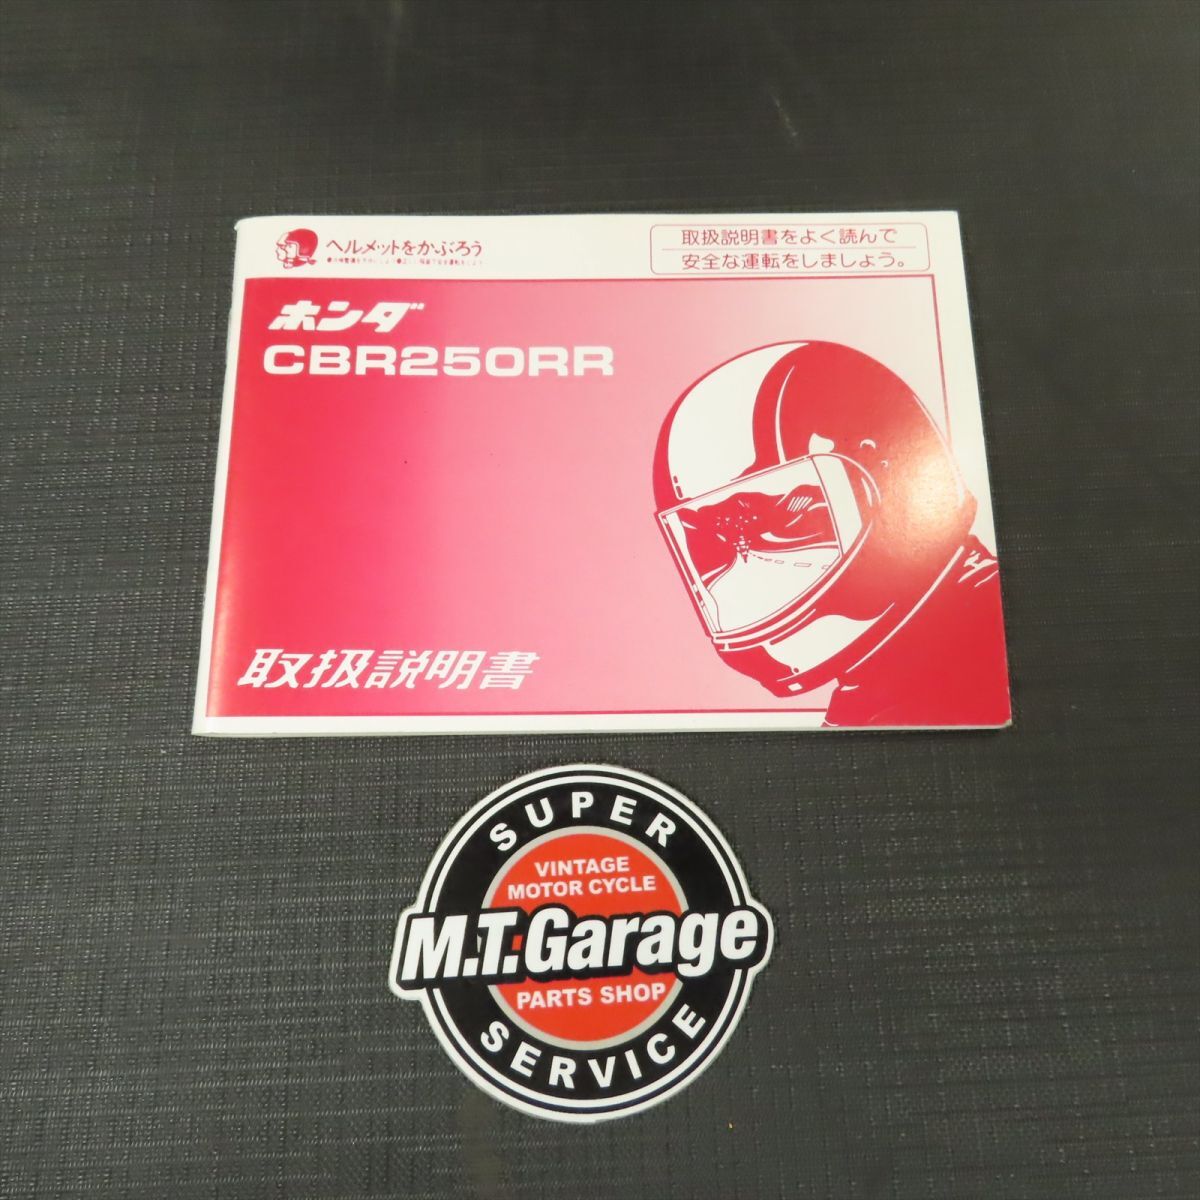 ヘルメットをかぶろう
取扱説明書をよく読んで
安全な運転をしましょう。
ホンダ
CBR250RR
取扱説明書
SUPER
VINTAGE
MOTOR CYCLE
M.T.Garage
PARTS SHOP
SERVICE